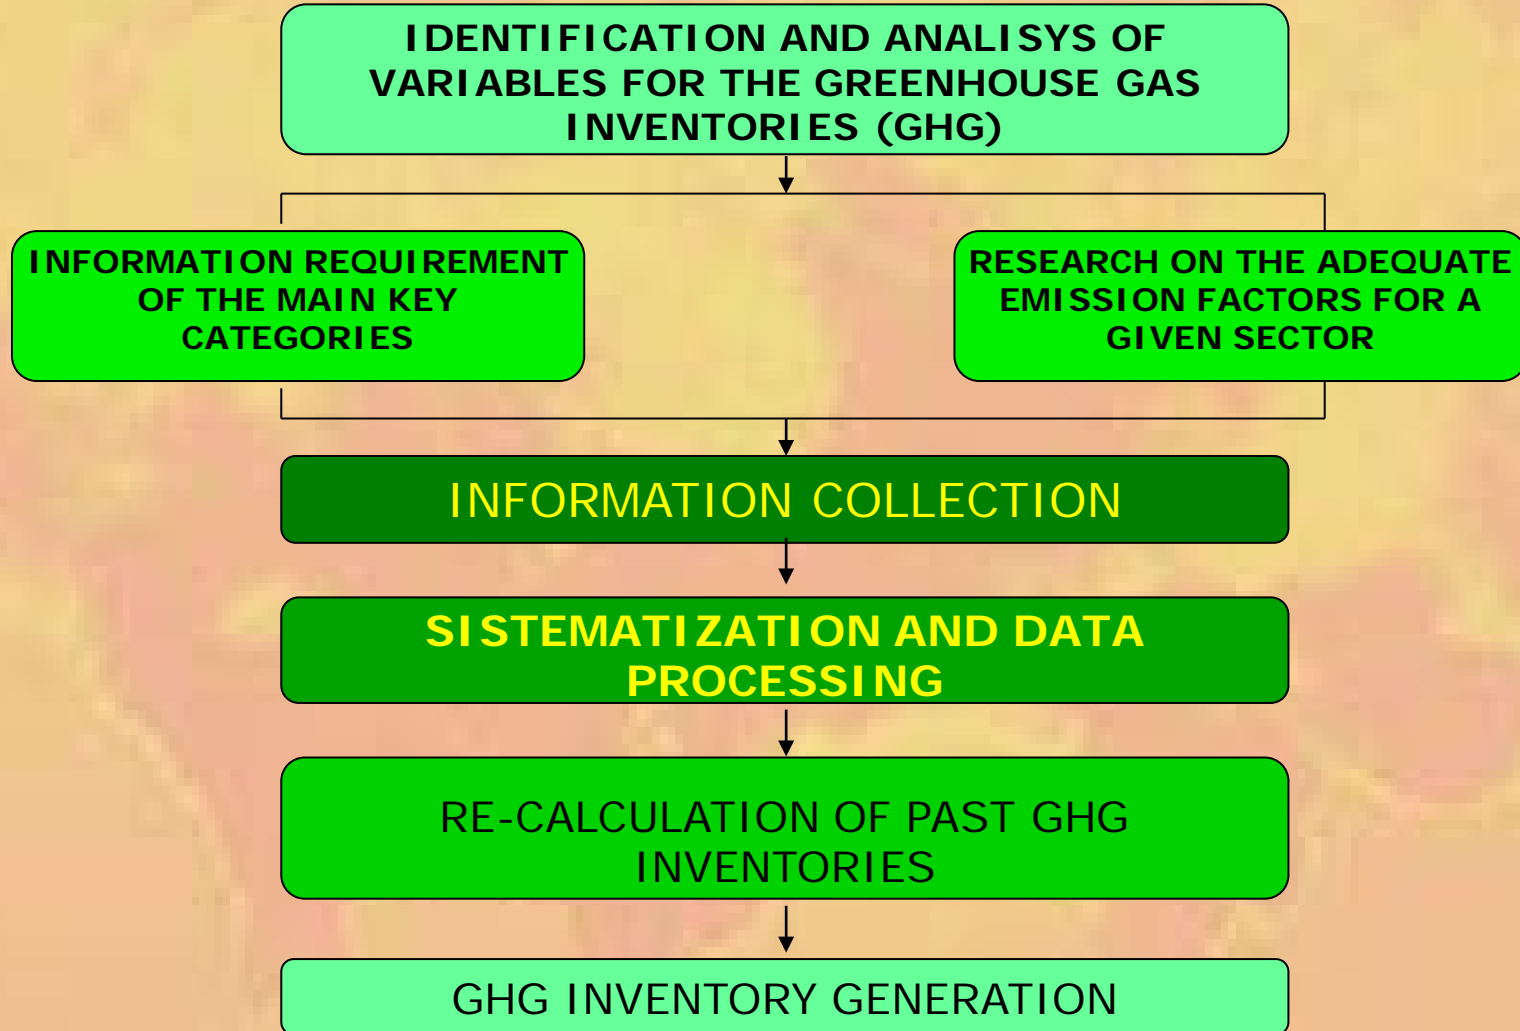 IDENTIFICATION AND ANALISYS OF
VARIABLES FOR THE GREENHOUSE GAS
INVENTORIES (GHG)
INFORMATION REQUIREMENT
OF THE MAIN KEY
CATEGORIES
RESEARCH ON THE ADEQUATE
EMISSION FACTORS FOR A
GIVEN SECTOR
INFORMATION COLLECTION
SISTEMATIZATION AND DATA
PROCESSING
RE-CALCULATION OF PAST GHG
INVENTORIES
GHG INVENTORY GENERATION